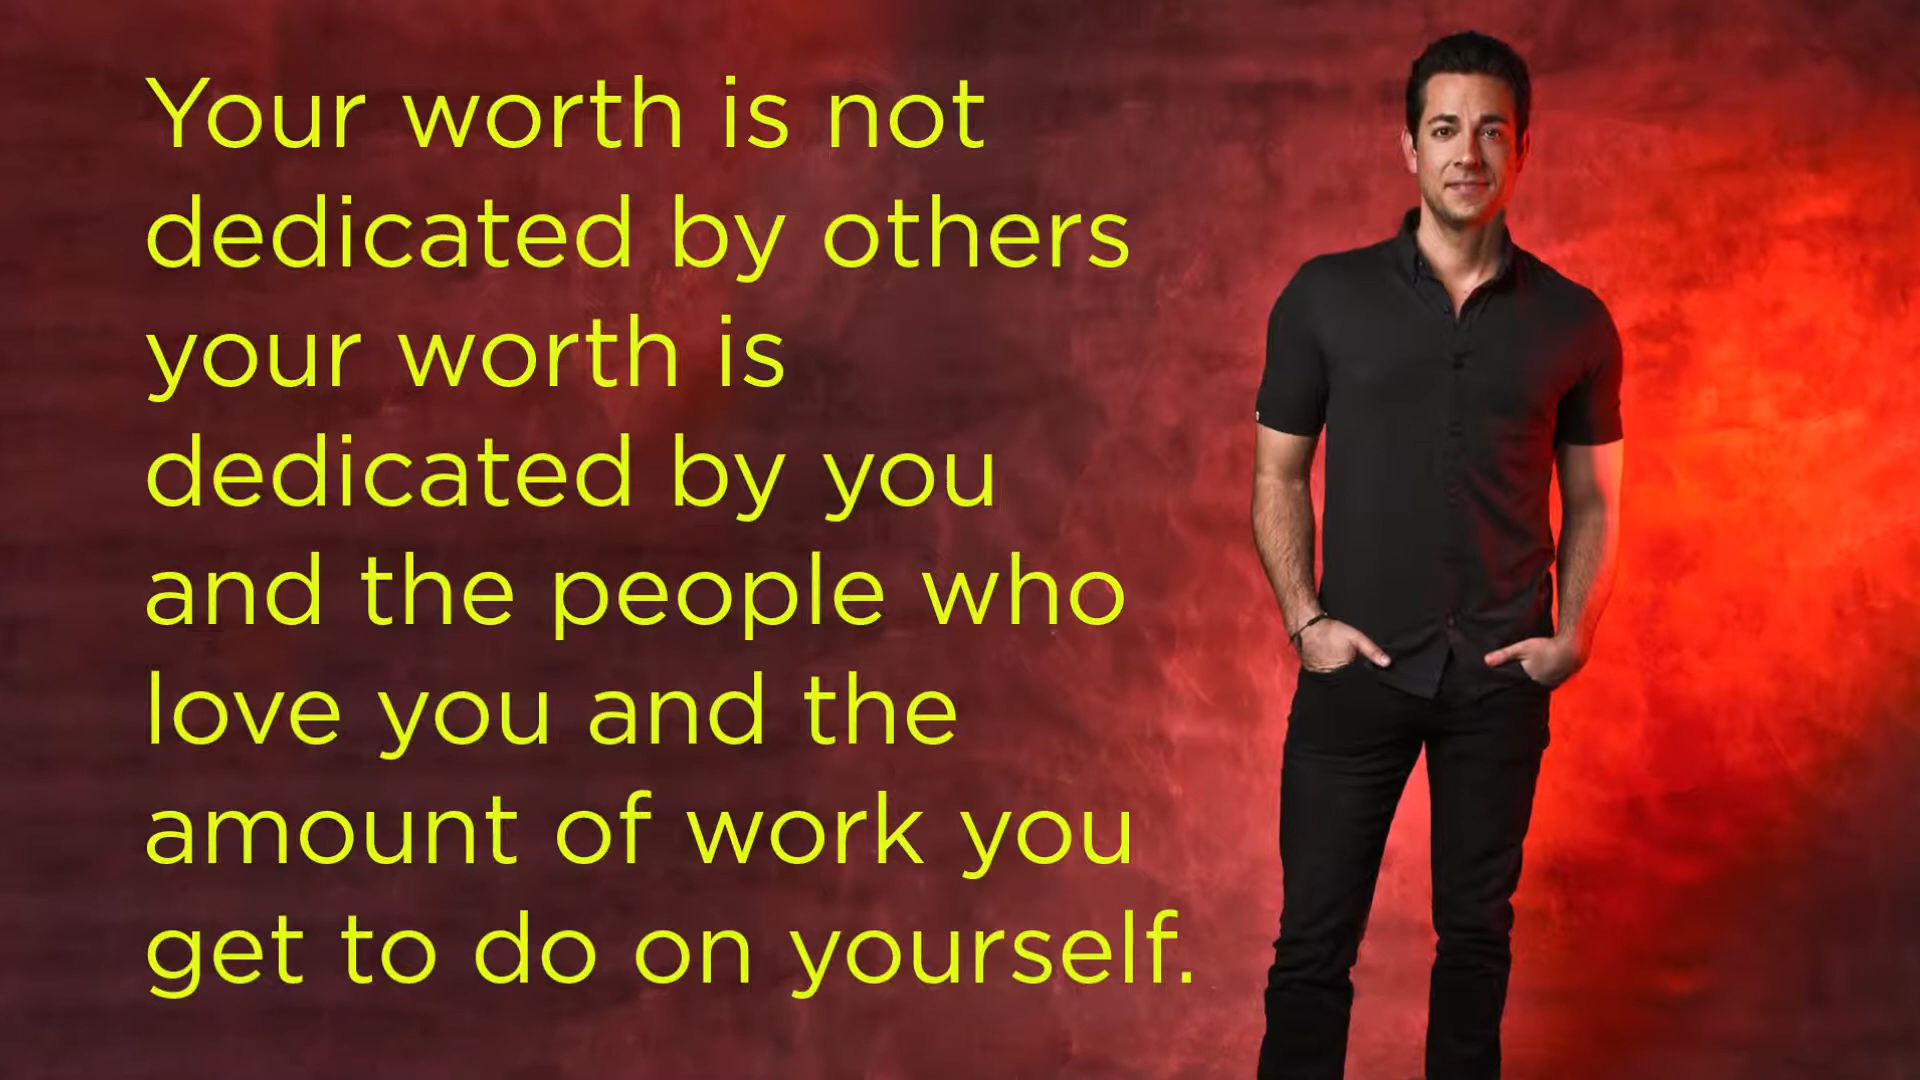 Your worth is not
dedicated by others
your worth is
dedicated by you
and the people who
love you and the
amount of work you
get to do on yourself.